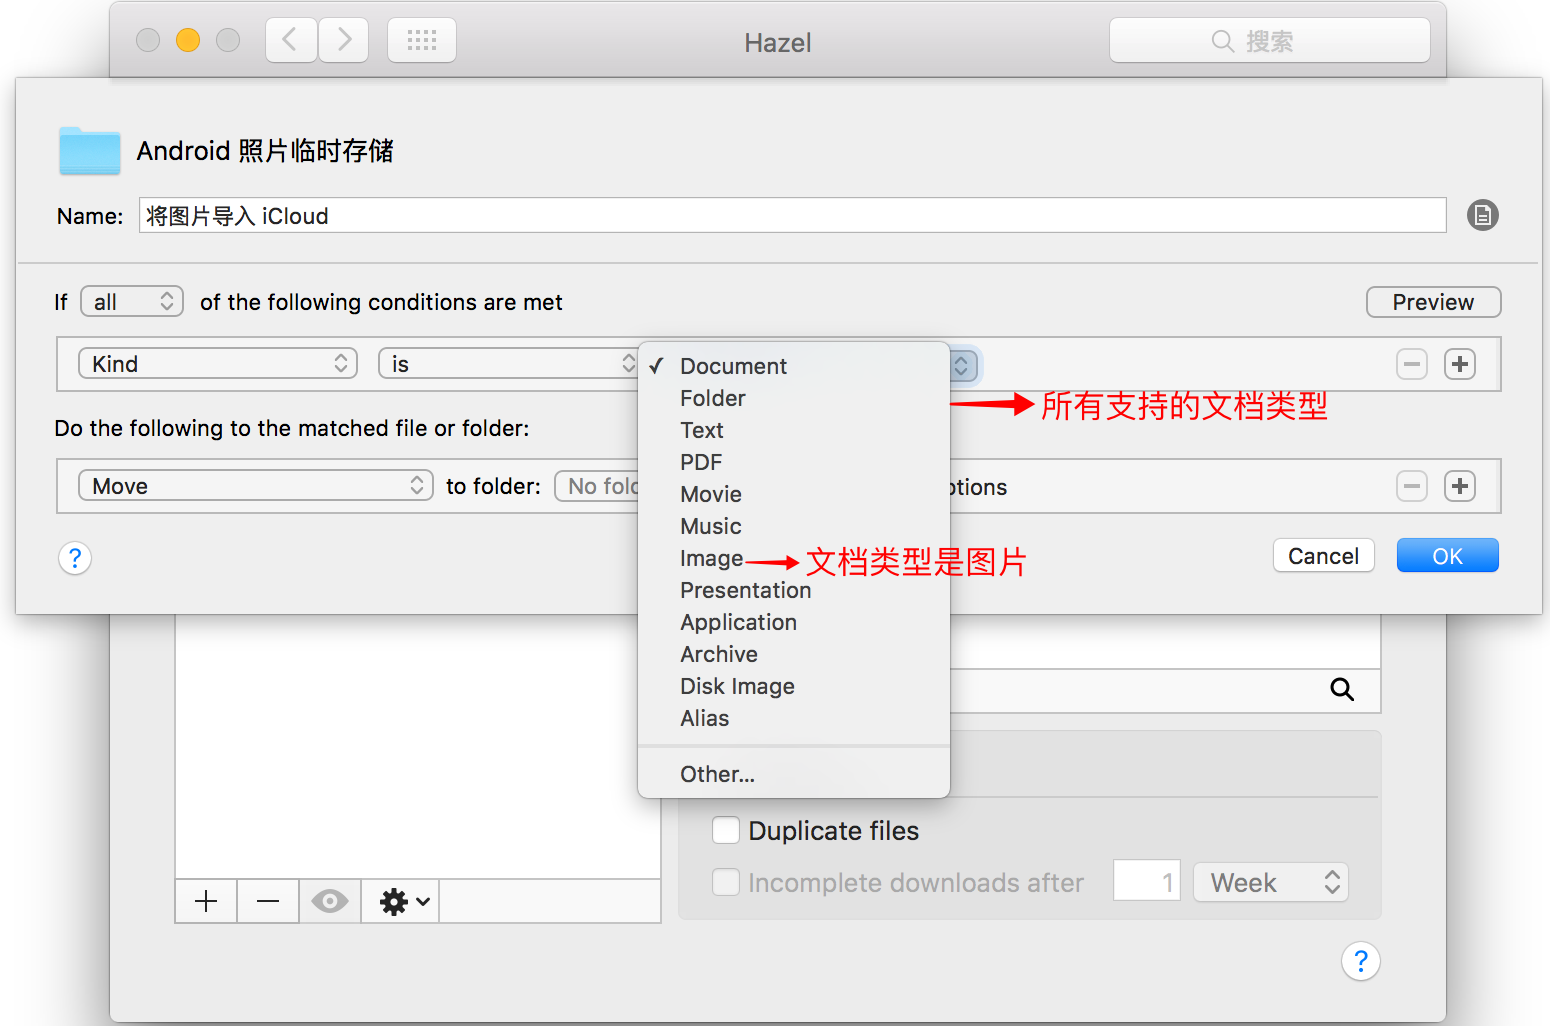 Hazel
搜索
Android 照片临时存储
Name: 将图片导入 iCloud
If all of the following conditions are met
Preview
Kind is
Document
Folder
Text
PDF
Movie
Music
Image
Presentation
Application
Archive
Disk Image
Alias
Other...
所有支持的文档类型
文档类型是图片
Do the following to the matched file or folder:
Move to folder: No
?
Cancel OK
Duplicate files
Incomplete downloads after 1 Week
?